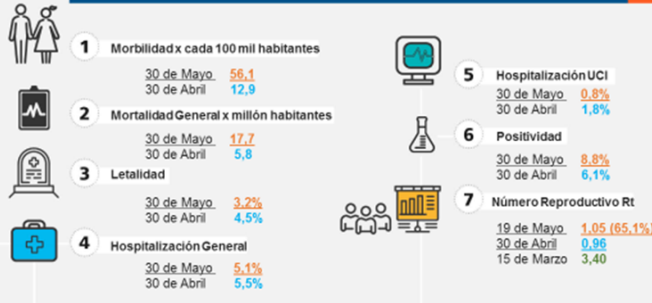 1 Morbilidad x cada 100 mil habitantes
30 de Mayo 56,1
30 de Abril 12,9
2 Mortalidad General x millón habitantes
30 de Mayo 17,7
30 de Abril 5,8
3 Letalidad
30 de Mayo 3,2%
30 de Abril 4,5%
4 Hospitalización General
30 de Mayo 5,1%
30 de Abril 5,5%
5 Hospitalización UCI
30 de Mayo 0,8%
30 de Abril 1,8%
6 Positividad
30 de Mayo 8,8%
30 de Abril 6,1%
7 Número Reproductivo Rt
19 de Mayo 1,05 (65,1%)
30 de Abril 0,96
15 de Marzo 3,40